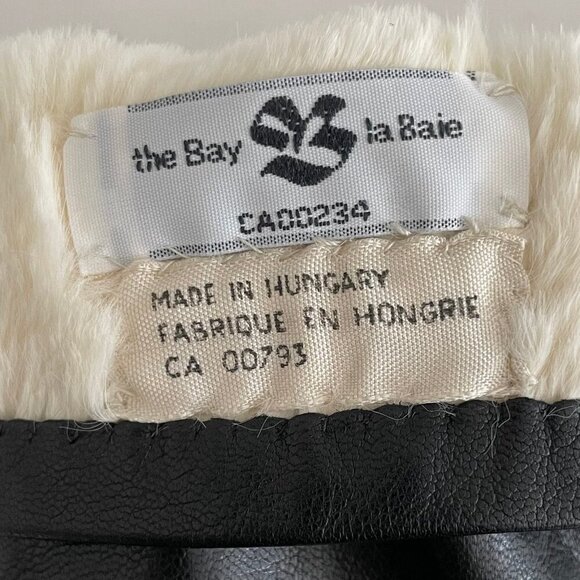 the Bay B la Baie
CA00234
MADE IN HUNGARY
FABRIQUE EN HONGRIE
CA 00793